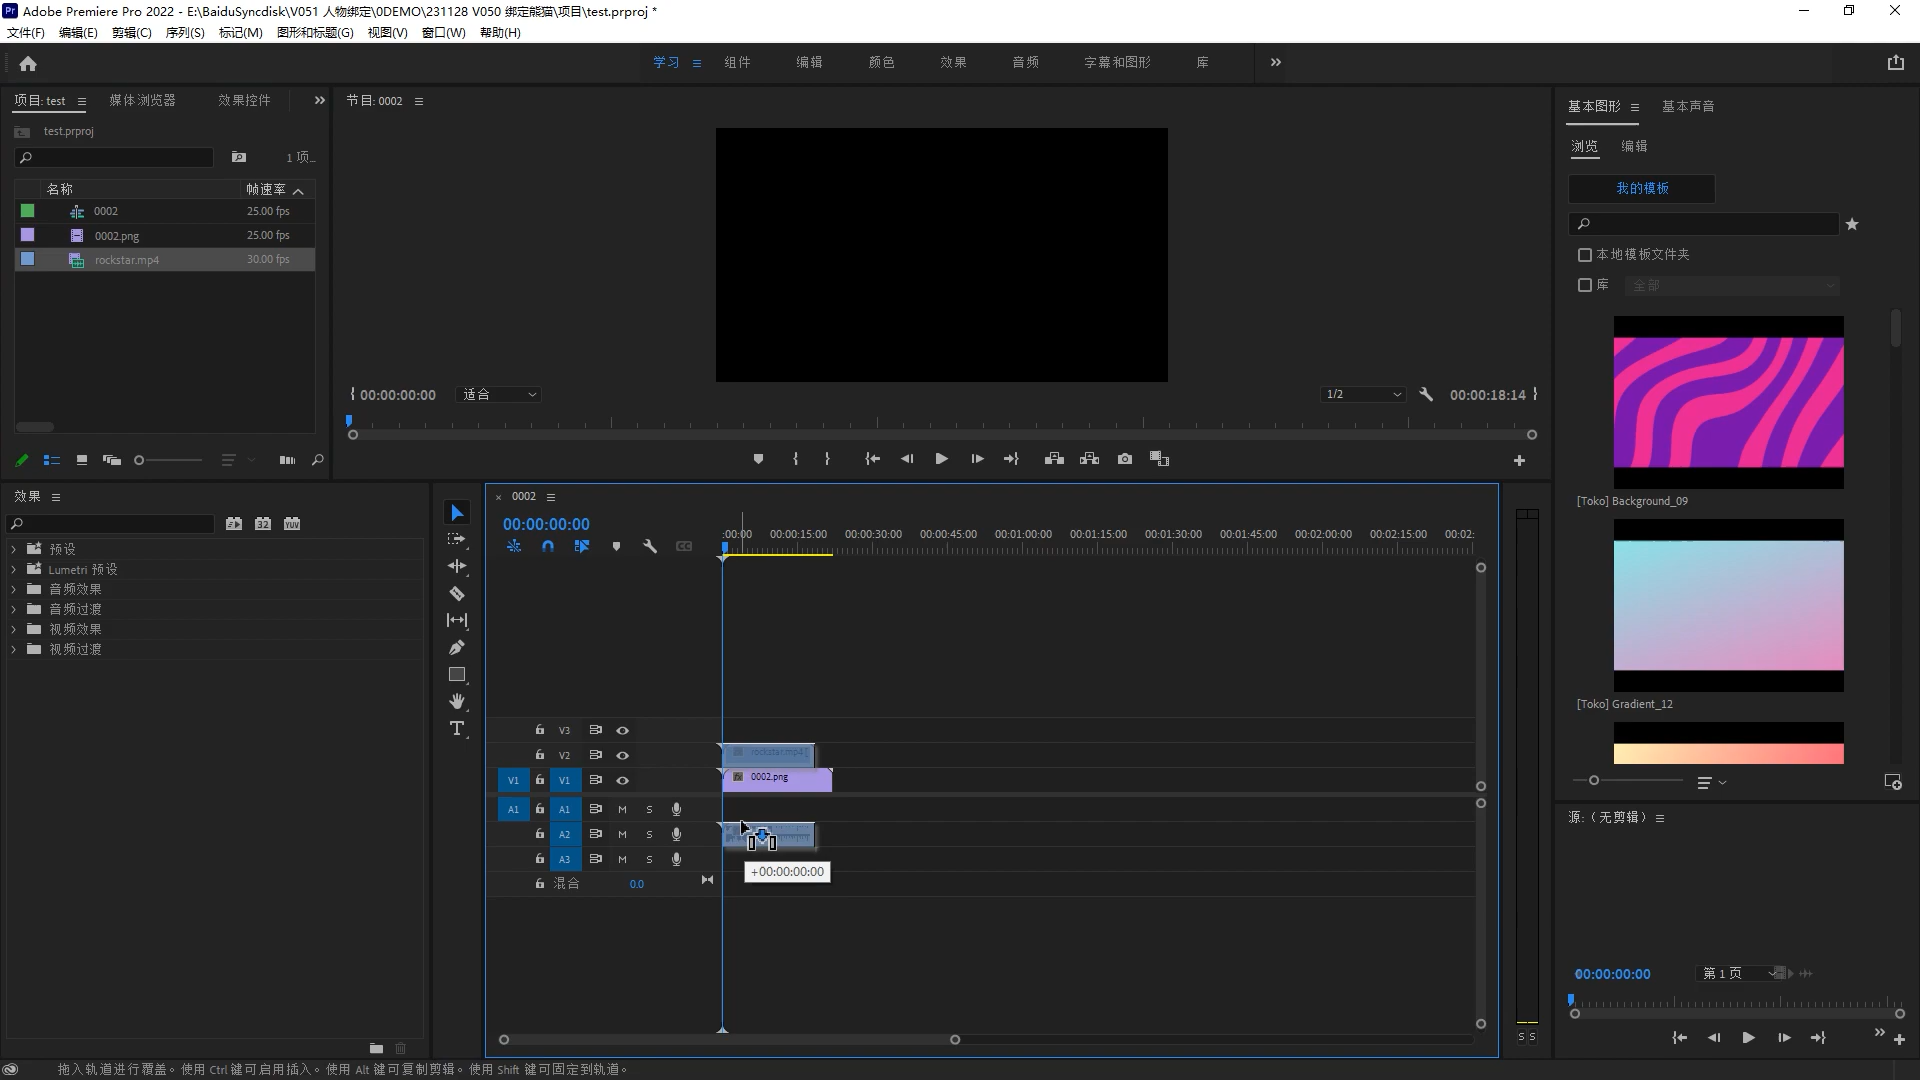 Adobe Premiere Pro 2022 - E:\BaiduSyncdisk\V051 人物绑定\0DEMO\231128 V050 绑定熊猫\项目\test.prproj *
文件(F) 编辑(E) 剪辑(C) 序列(S) 标记(M) 图形和标题(G) 视图(V) 窗口(W) 帮助(H)
学习 组件 编辑 颜色 效果 音频 字幕和图形 库
项目: test 媒体浏览器 效果控件
test.prproj
1 项...
名称 帧速率
0002 25.00 fps
0002.png 25.00 fps
rockstar.mp4 30.00 fps
节目: 0002
00:00:00:00 适合 1/2 00:00:18:14
基本图形 基本声音
浏览 编辑
我的模板
本地模板文件夹
库 全部
[Toko] Background_09
[Toko] Gradient_12
效果
32 YUV
预设
Lumetri 预设
音频效果
音频过渡
视频效果
视频过渡
0002
00:00:00:00
:00:00 00:00:15:00 00:00:30:00 00:00:45:00 00:01:00:00 00:01:15:00 00:01:30:00 00:01:45:00 00:02:00:00 00:02:15:00 00:02:
V3
V2 rockstar.mp4 [
V1 V1 fx 0002.png
A1 A1 M S
A2 M S
A3 M S
+00:00:00:00
混合 0.0
S S
源:（无剪辑）
00:00:00:00 第 1 页
拖入轨道进行覆盖。使用 Ctrl 键可启用插入。使用 Alt 键可复制剪辑。使用 Shift 键可固定到轨道。